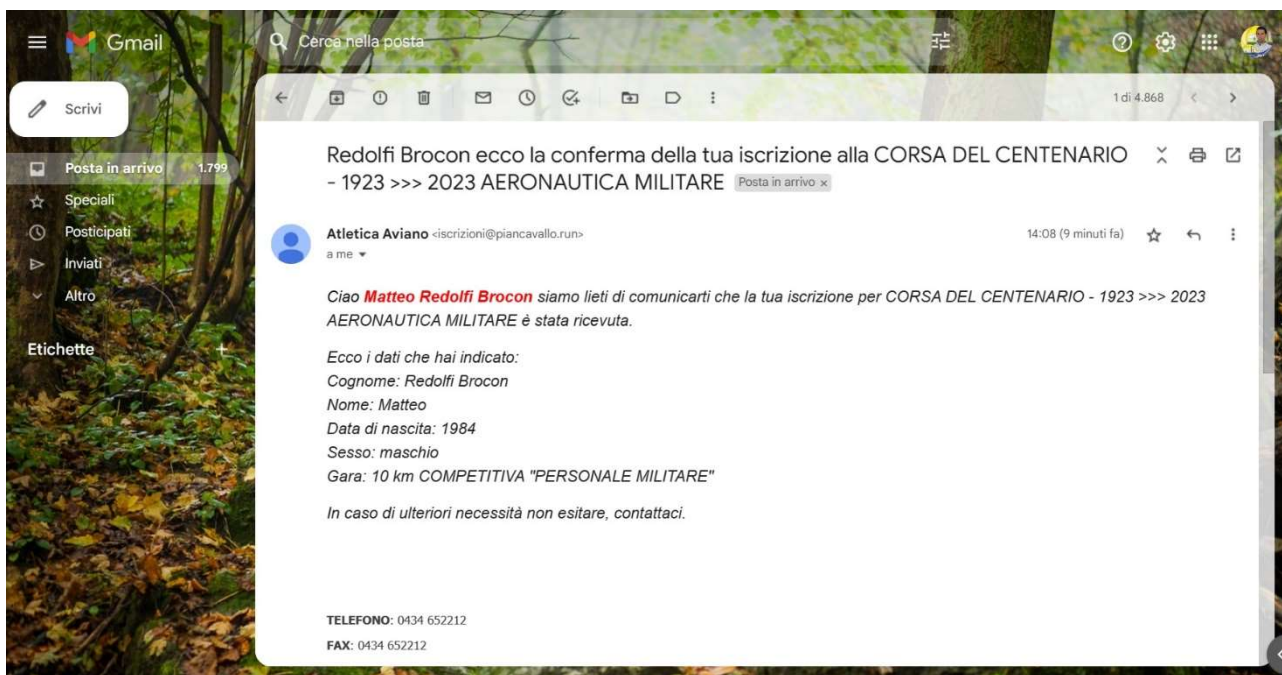 Gmail
Cerca nella posta
Scrivi
1 di 4.868
Posta in arrivo 1.799
Speciali
Posticipati
Inviati
Altro
Etichette
Redolfi Brocon ecco la conferma della tua iscrizione alla CORSA DEL CENTENARIO
- 1923 >>> 2023 AERONAUTICA MILITARE Posta in arrivo x
Atletica Aviano <iscrizioni@piancavallo.run> 14:08 (9 minuti fa)
a me
Ciao Matteo Redolfi Brocon siamo lieti di comunicarti che la tua iscrizione per CORSA DEL CENTENARIO - 1923 >>> 2023
AERONAUTICA MILITARE è stata ricevuta.
Ecco i dati che hai indicato:
Cognome: Redolfi Brocon
Nome: Matteo
Data di nascita: 1984
Sesso: maschio
Gara: 10 km COMPETITIVA "PERSONALE MILITARE"
In caso di ulteriori necessità non esitare, contattaci.
TELEFONO: 0434 652212
FAX: 0434 652212